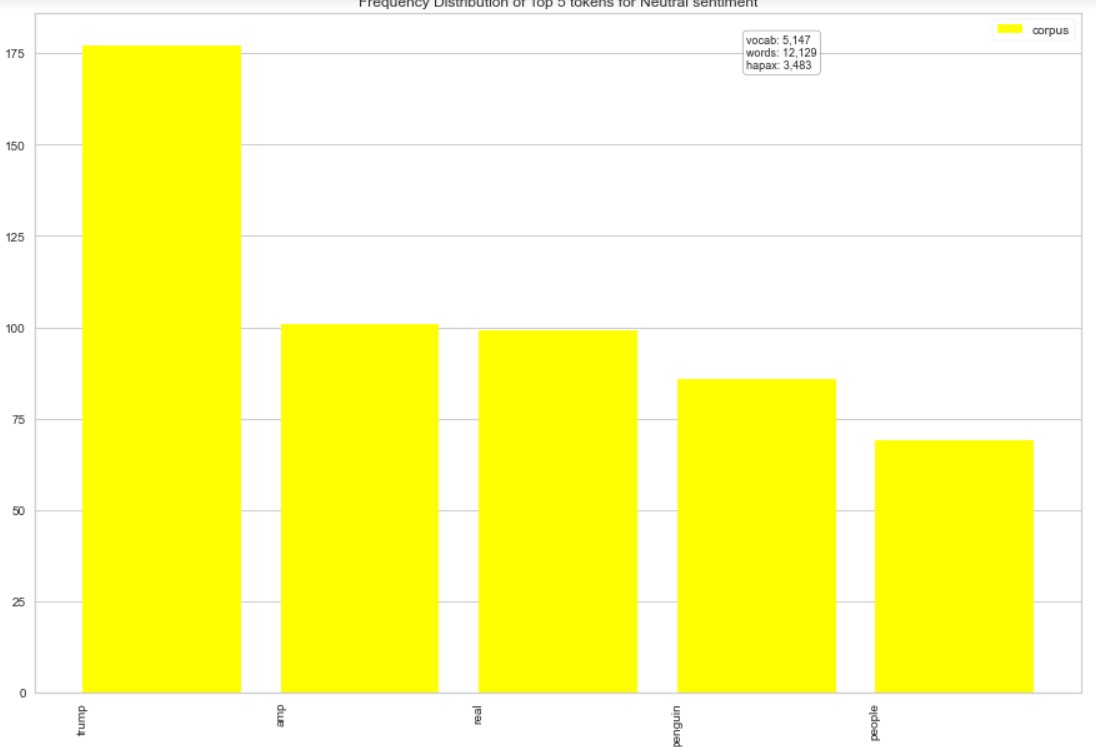 Frequency Distribution of Top 5 tokens for Neutral sentiment
corpus
vocab: 5,147
words: 12,129
hapax: 3,483
175
150
125
100
75
50
25
0
trump
amp
real
penguin
people